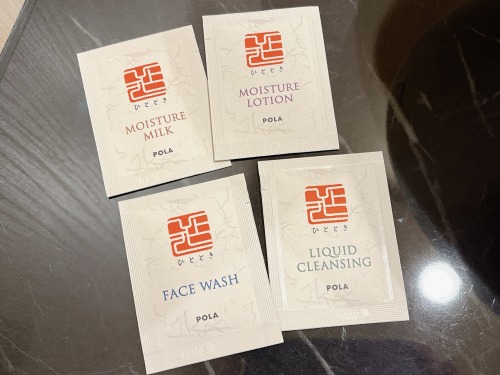 ひととき
MOISTURE
MILK
POLA
ひととき
MOISTURE
LOTION
POLA
ひととき
FACE WASH
POLA
ひととき
LIQUID
CLEANSING
POLA